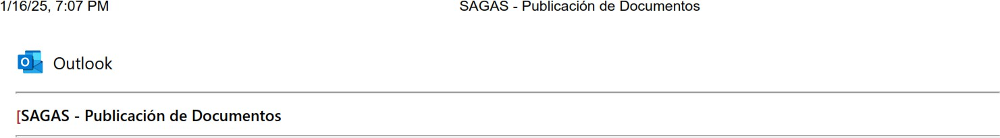 1/16/25, 7:07 PM SAGAS - Publicación de Documentos
Outlook
[SAGAS - Publicación de Documentos